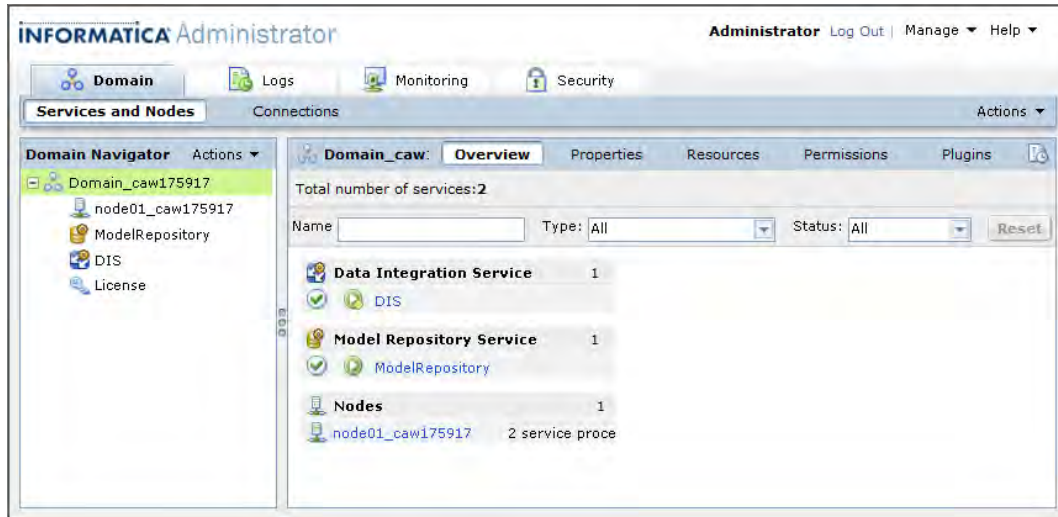 INFORMATICA Administrator
Administrator Log Out | Manage Help
Domain Logs Monitoring Security
Services and Nodes Connections Actions
Domain Navigator Actions
Domain_caw175917
node01_caw175917
ModelRepository
DIS
License
Domain_caw: Overview Properties Resources Permissions Plugins
Total number of services:2
Name Type: All Status: All Reset
Data Integration Service 1
DIS
Model Repository Service 1
ModelRepository
Nodes 1
node01_caw175917 2 service proce